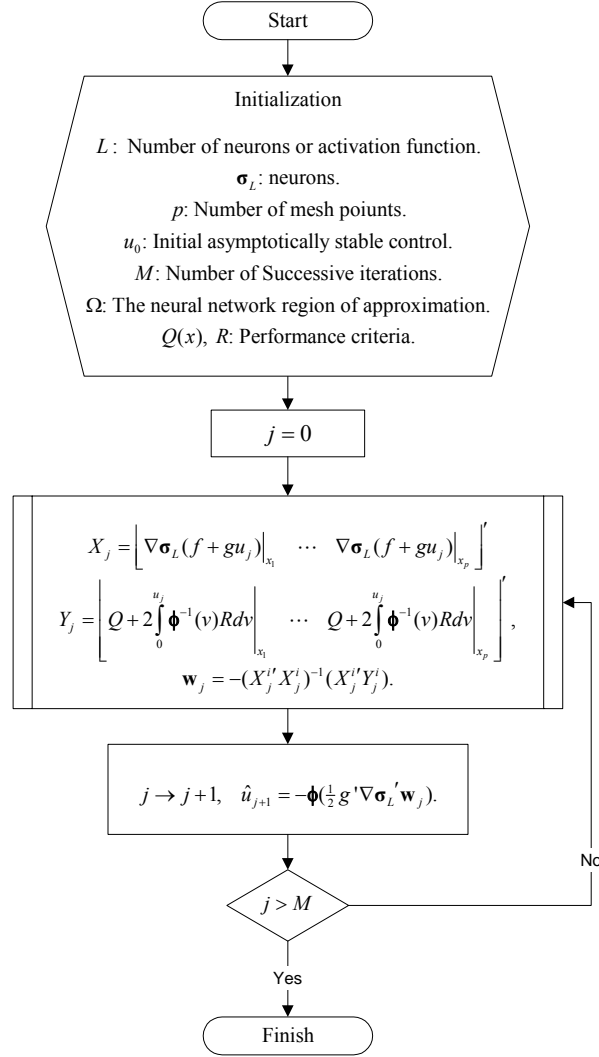 Start
Initialization
L : Number of neurons or activation function.
σ_L: neurons.
p: Number of mesh poiunts.
u_0: Initial asymptotically stable control.
M: Number of Successive iterations.
Ω: The neural network region of approximation.
Q(x), R: Performance criteria.
j = 0
X_j = [ ∇σ_L(f + gu_j)|_{x_1} ⋯ ∇σ_L(f + gu_j)|_{x_p} ]′
Y_j = [ Q + 2∫_0^{u_j} ϕ^{-1}(v)Rdv|_{x_1} ⋯ Q + 2∫_0^{u_j} ϕ^{-1}(v)Rdv|_{x_p} ]′ ,
w_j = −(X_j^{i}′ X_j^i)^{-1}(X_j^{i}′ Y_j^i).
j → j+1, û_{j+1} = −ϕ(½ g '∇σ_L′ w_j).
No
j > M
Yes
Finish